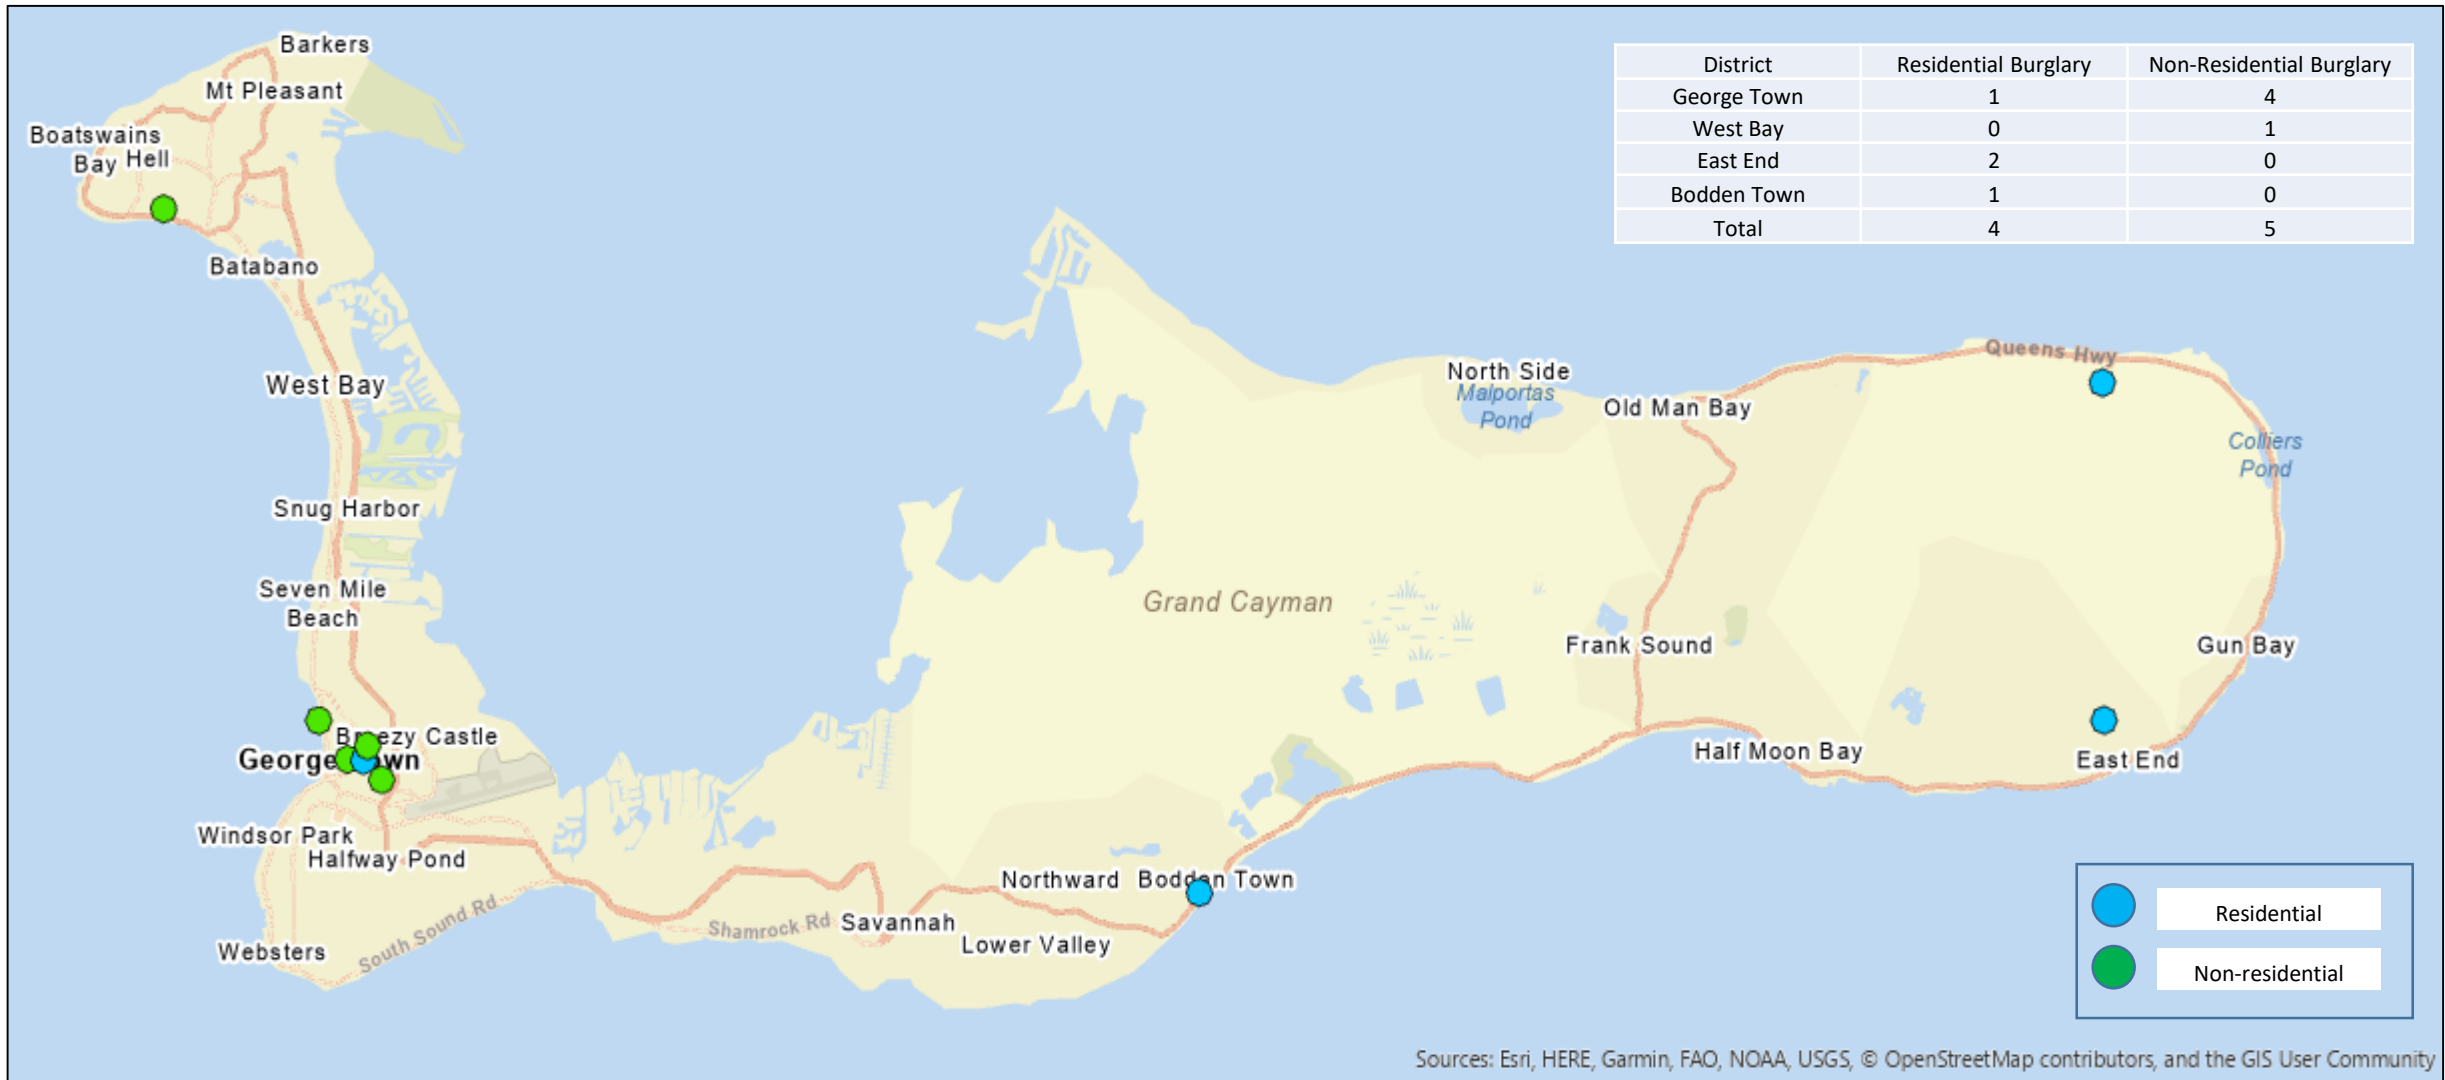 Barkers
Mt Pleasant
Boatswains
Bay Hell
Batabano
West Bay
Snug Harbor
Seven Mile
Beach
Breezy Castle
George Town
Windsor Park
Halfway Pond
Websters
South Sound Rd
Shamrock Rd
Savannah
Lower Valley
Northward
Bodden Town
Grand Cayman
North Side
Malportas
Pond
Old Man Bay
Frank Sound
Half Moon Bay
Queens Hwy
Colliers
Pond
Gun Bay
East End
District Residential Burglary Non-Residential Burglary
George Town 1 4
West Bay 0 1
East End 2 0
Bodden Town 1 0
Total 4 5
Residential
Non-residential
Sources: Esri, HERE, Garmin, FAO, NOAA, USGS, © OpenStreetMap contributors, and the GIS User Community